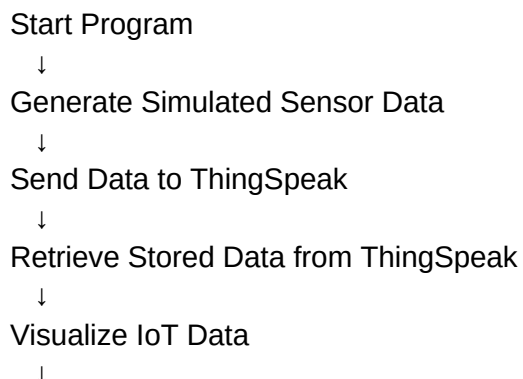 Start Program
↓
Generate Simulated Sensor Data
↓
Send Data to ThingSpeak
↓
Retrieve Stored Data from ThingSpeak
↓
Visualize IoT Data